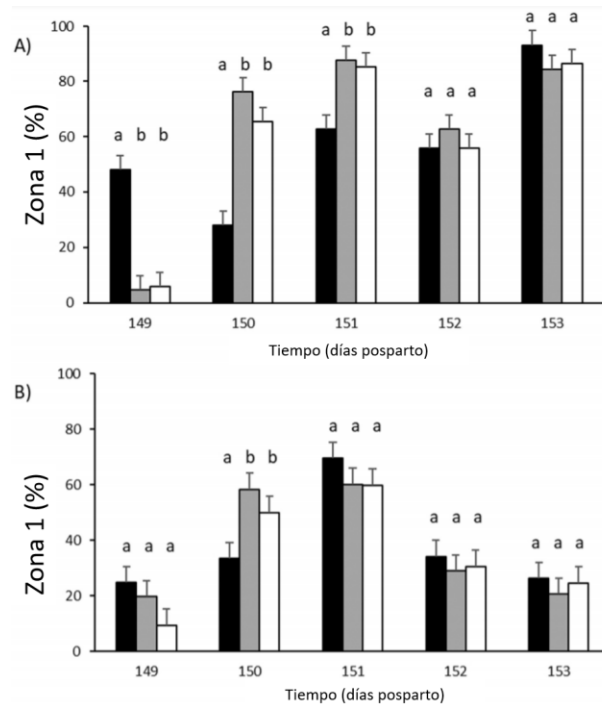 A)
Zona 1 (%)
100
80
60
40
20
0
a b b
a b b
a b b
a a a
a a a
149 150 151 152 153
Tiempo (días posparto)
B)
Zona 1 (%)
100
80
60
40
20
0
a a a
a b b
a a a
a a a
a a a
149 150 151 152 153
Tiempo (días posparto)